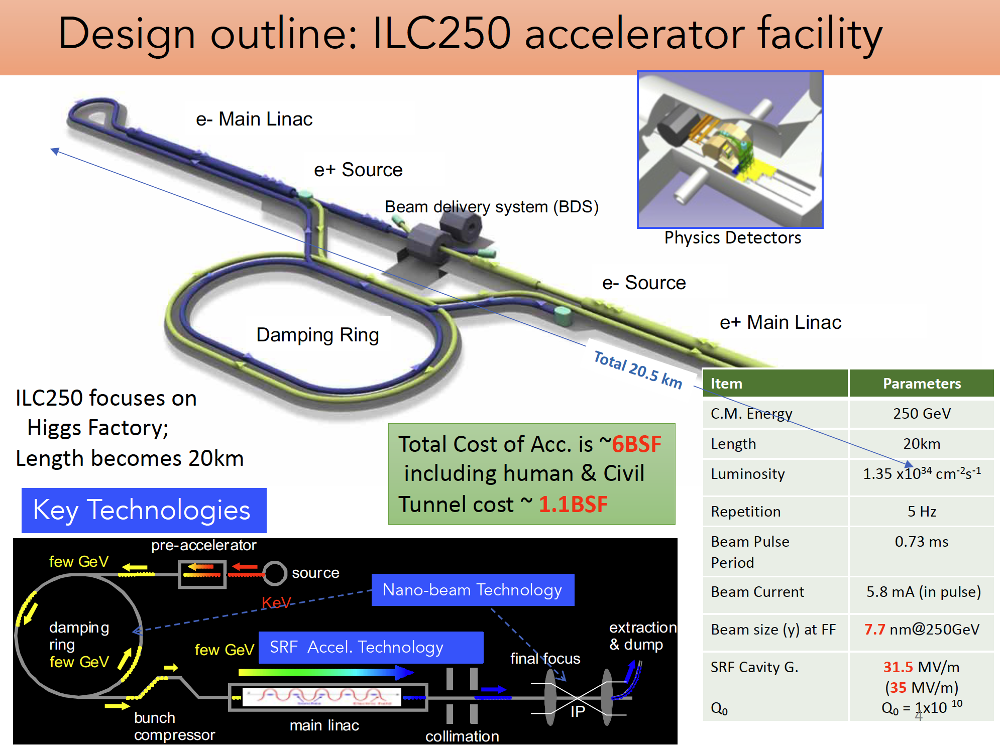 Design outline: ILC250 accelerator facility
e- Main Linac
e+ Source
Beam delivery system (BDS)
Physics Detectors
e- Source
e+ Main Linac
Damping Ring
Total 20.5 km
ILC250 focuses on
Higgs Factory;
Length becomes 20km
Total Cost of Acc. is ~6BSF
including human & Civil
Tunnel cost ~ 1.1BSF
Item Parameters
C.M. Energy 250 GeV
Length 20km
Luminosity 1.35 x10³⁴ cm⁻²s⁻¹
Repetition 5 Hz
Beam Pulse 0.73 ms
Period
Beam Current 5.8 mA (in pulse)
Beam size (y) at FF 7.7 nm@250GeV
SRF Cavity G. 31.5 MV/m
(35 MV/m)
Q₀ Q₀ = 1x10 ¹⁰
4
Key Technologies
pre-accelerator
few GeV
source
KeV
Nano-beam Technology
damping
ring
few GeV
few GeV
SRF Accel. Technology
extraction
& dump
final focus
IP
bunch
compressor
main linac
collimation